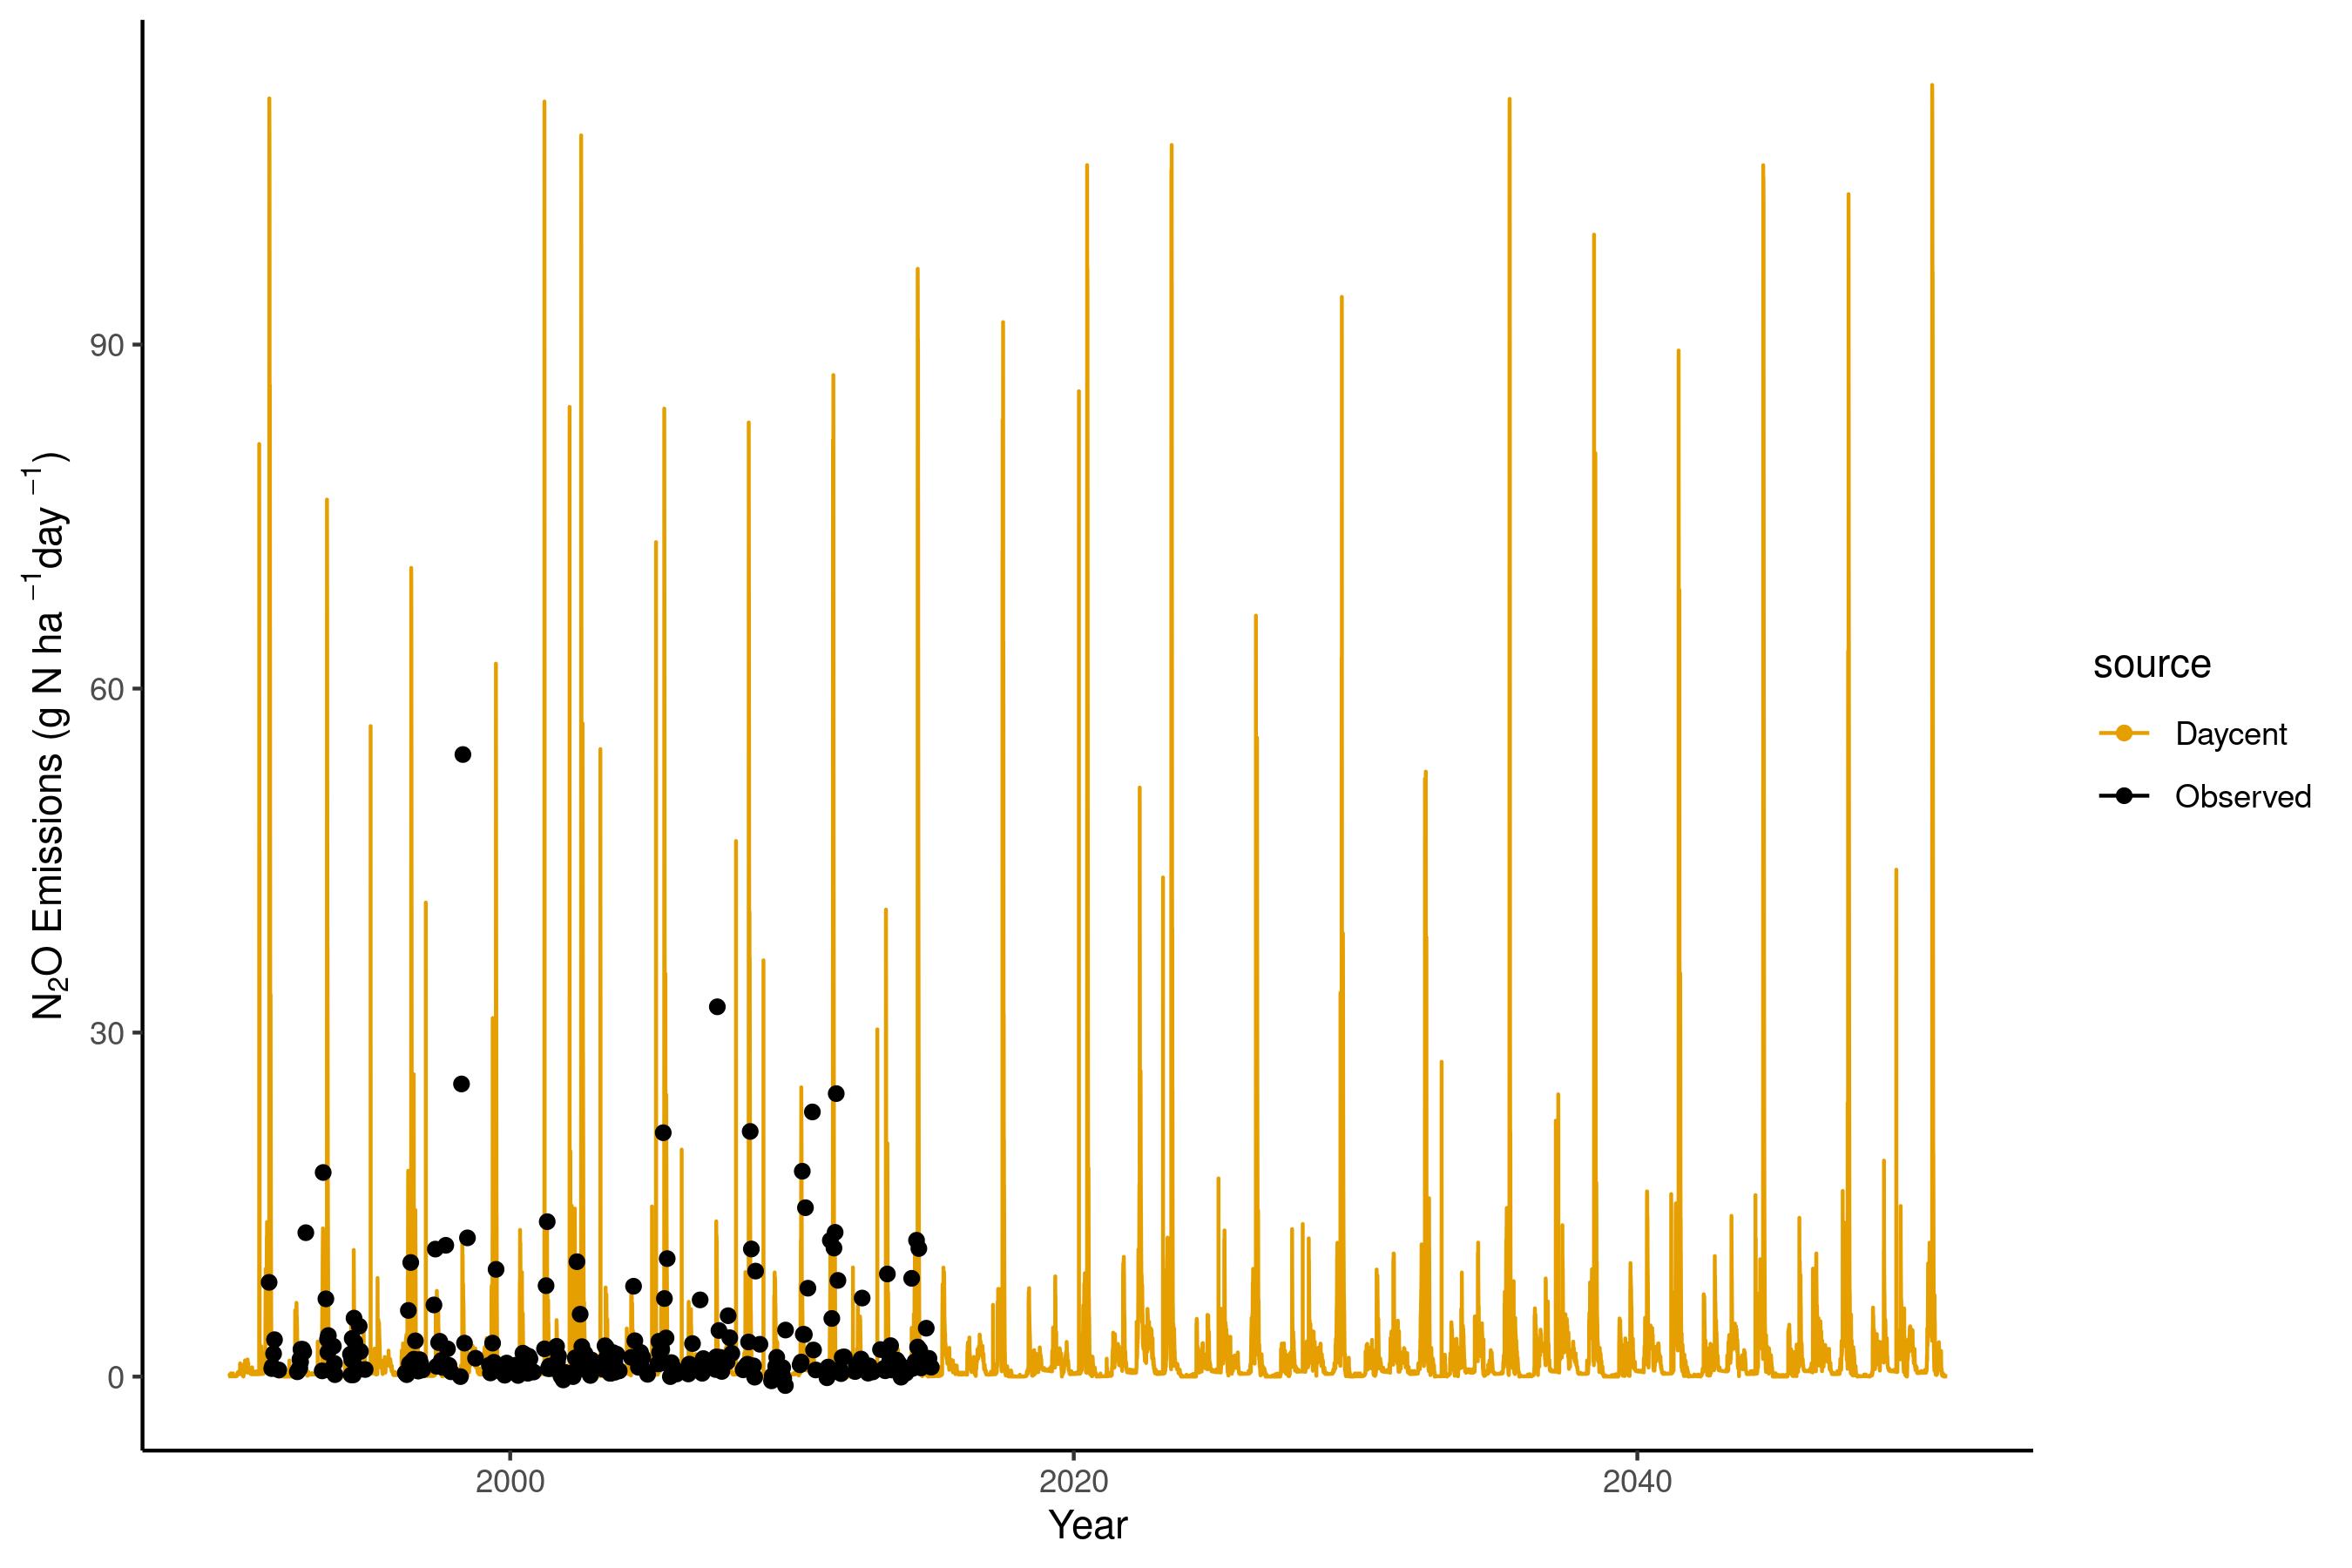 N₂O Emissions (g N ha ⁻¹day ⁻¹)
90
60
30
0
2000 2020 2040
Year
source
Daycent
Observed